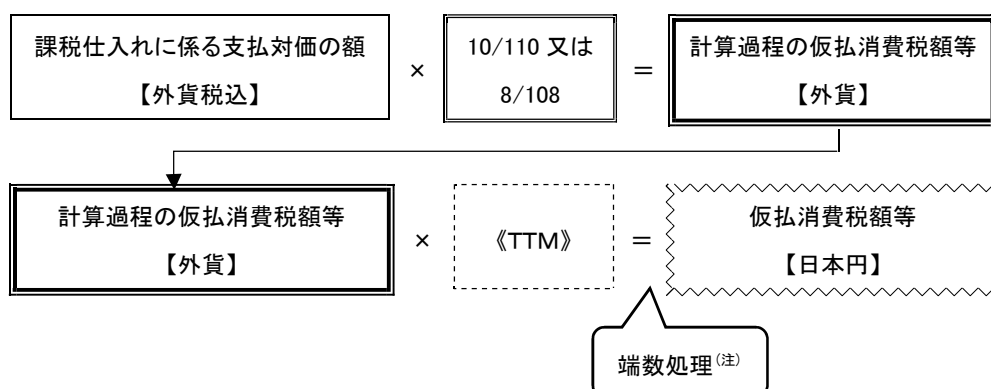 課税仕入れに係る支払対価の額
【外貨税込】
×
10/110 又は
8/108
＝
計算過程の仮払消費税額等
【外貨】
計算過程の仮払消費税額等
【外貨】
×
《TTM》
＝
仮払消費税額等
【日本円】
端数処理(注)